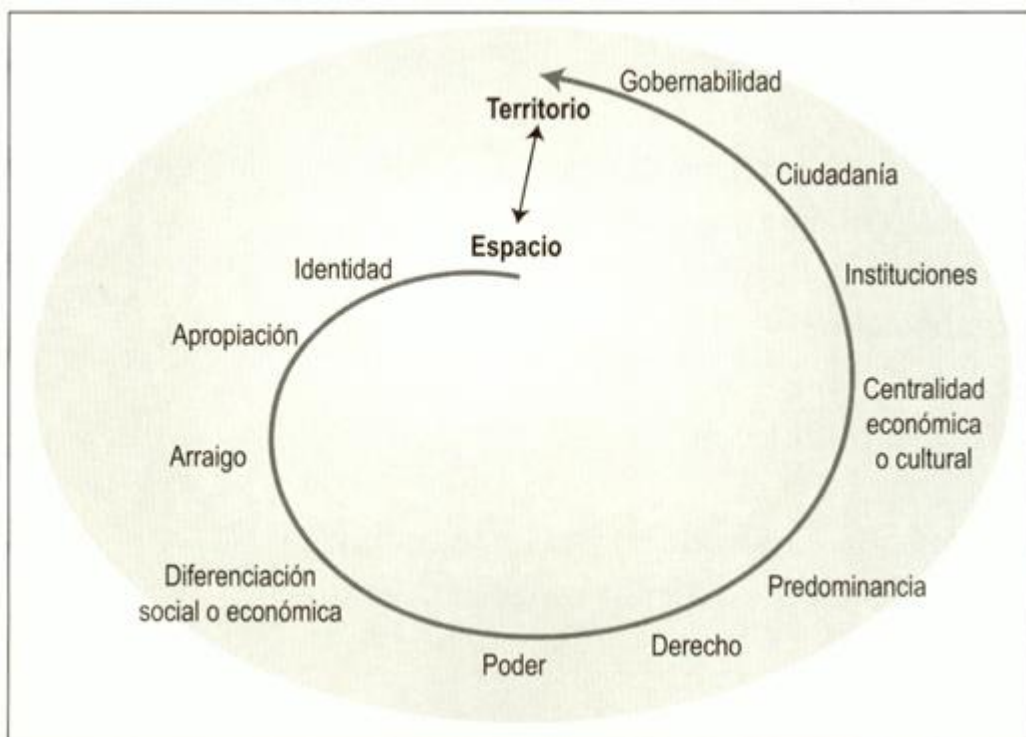 Gobernabilidad
Territorio
Ciudadanía
Espacio
Identidad
Instituciones
Apropiación
Centralidad
económica
o cultural
Arraigo
Diferenciación
social o económica
Predominancia
Derecho
Poder